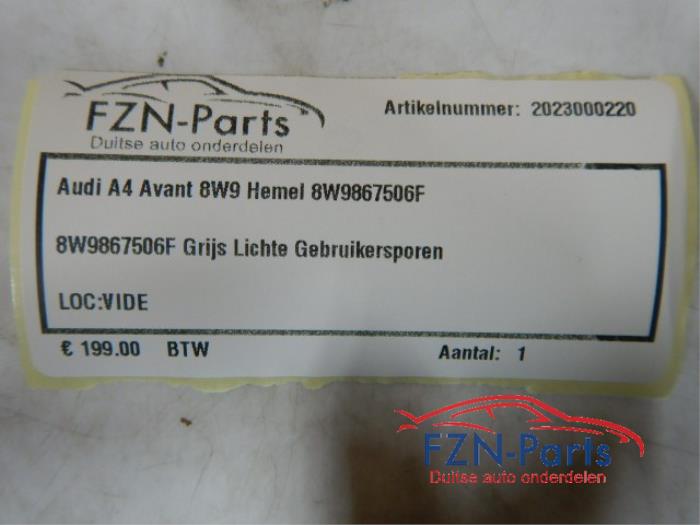 FZN-Parts
Duitse auto onderdelen
Artikelnummer: 2023000220
Audi A4 Avant 8W9 Hemel 8W9867506F
8W9867506F Grijs Lichte Gebruikersporen
LOC:VIDE
€ 199.00 BTW Aantal: 1
FZN-Parts
Duitse auto onderdelen